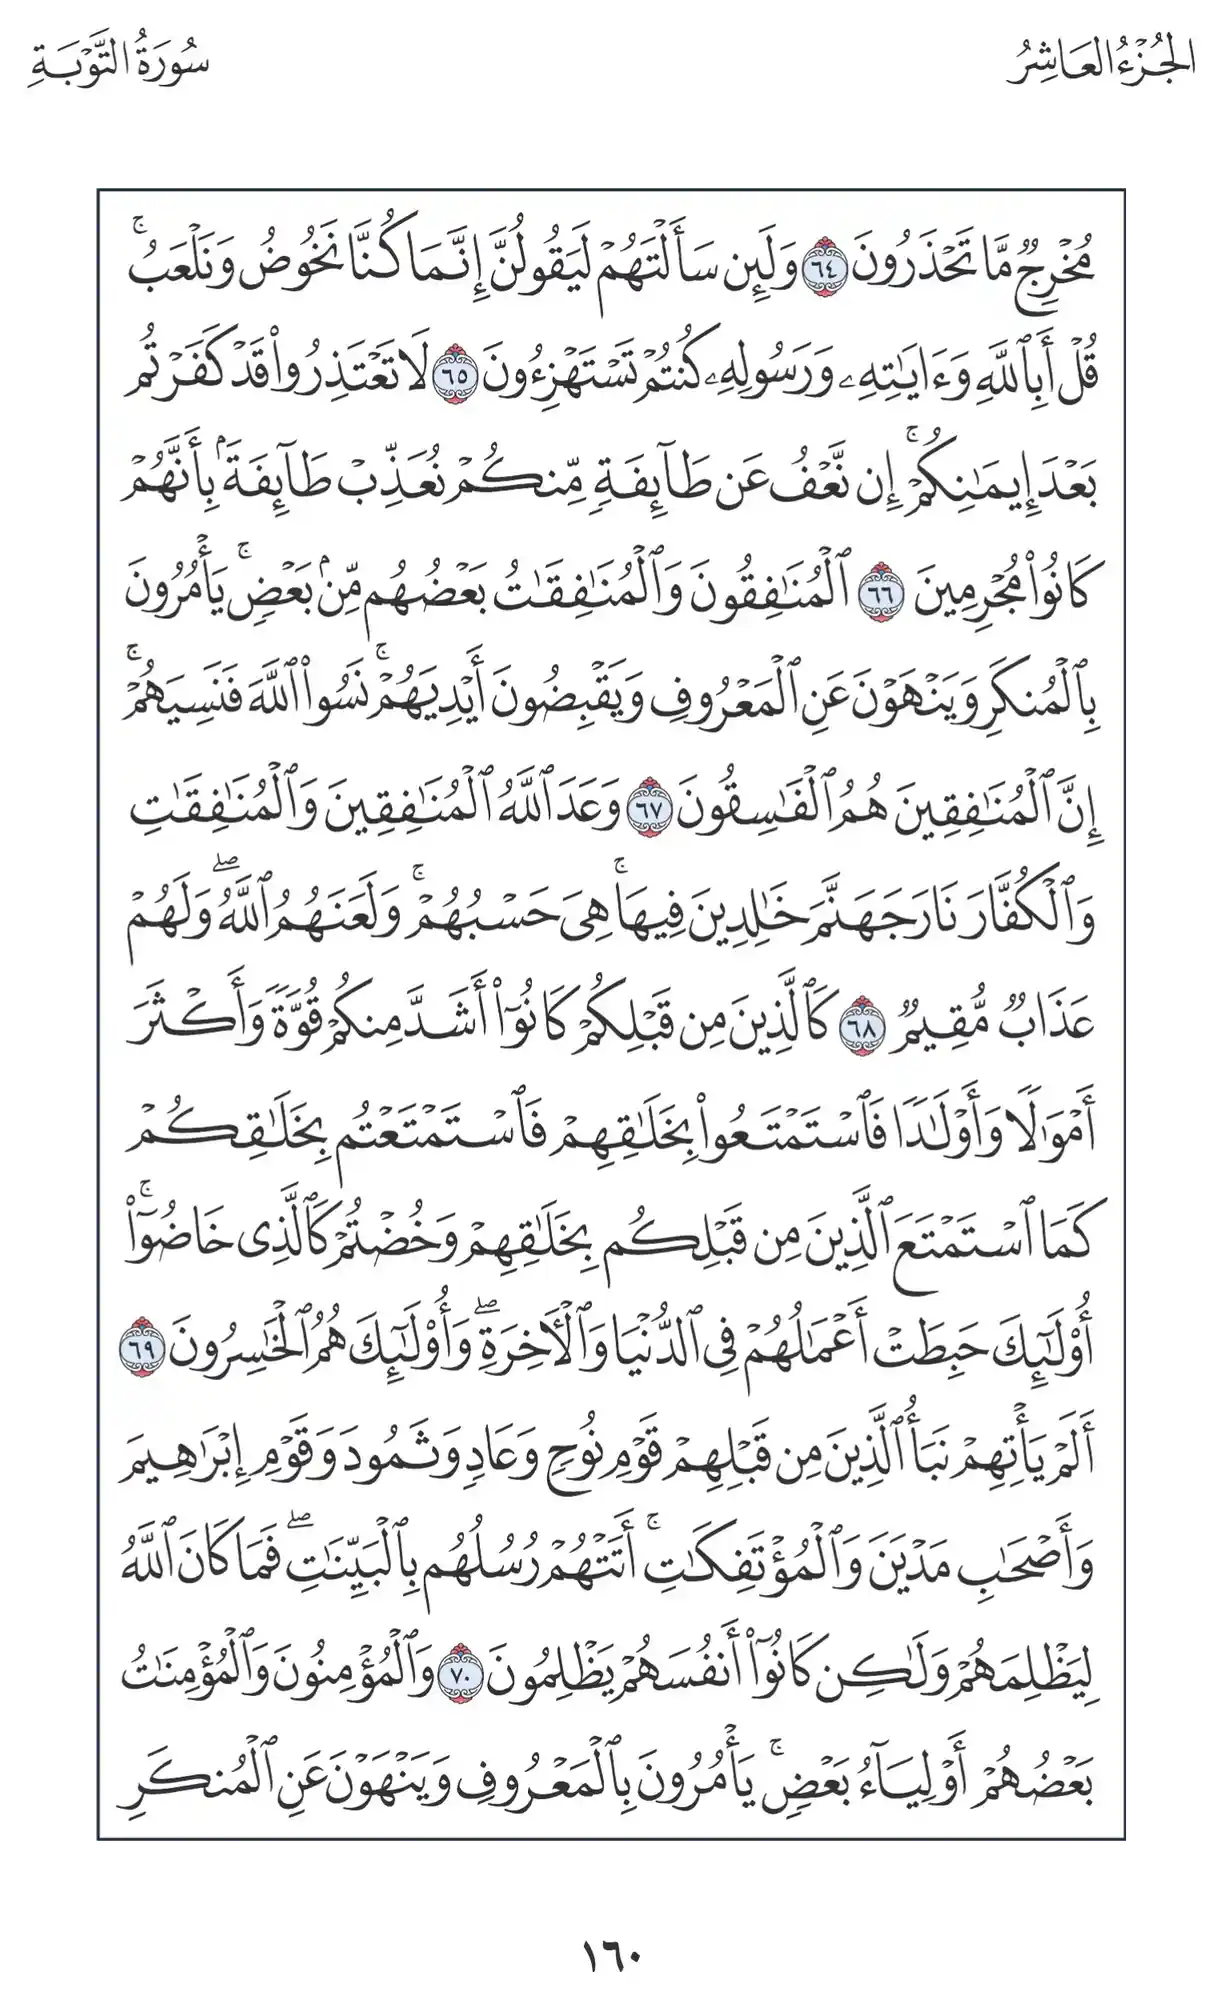 الجُزْءُ العَاشِرُ
سُورَةُ التَّوْبَةِ
مُخْرِجٌ مَّا تَحْذَرُونَ ٦٤ وَلَئِن سَأَلْتَهُمْ لَيَقُولُنَّ إِنَّمَا كُنَّا نَخُوضُ وَنَلْعَبُۚ
قُلْ أَبِٱللَّهِ وَءَايَٰتِهِۦ وَرَسُولِهِۦ كُنتُمْ تَسْتَهْزِءُونَ ٦٥ لَا تَعْتَذِرُوا۟ قَدْ كَفَرْتُم
بَعْدَ إِيمَٰنِكُمْۚ إِن نَّعْفُ عَن طَآئِفَةٍ مِّنكُمْ نُعَذِّبْ طَآئِفَةَۢ بِأَنَّهُمْ
كَانُوا۟ مُجْرِمِينَ ٦٦ ٱلْمُنَٰفِقُونَ وَٱلْمُنَٰفِقَٰتُ بَعْضُهُم مِّنۢ بَعْضٍۚ يَأْمُرُونَ
بِٱلْمُنكَرِ وَيَنْهَوْنَ عَنِ ٱلْمَعْرُوفِ وَيَقْبِضُونَ أَيْدِيَهُمْۚ نَسُوا۟ ٱللَّهَ فَنَسِيَهُمْۚ
إِنَّ ٱلْمُنَٰفِقِينَ هُمُ ٱلْفَٰسِقُونَ ٦٧ وَعَدَ ٱللَّهُ ٱلْمُنَٰفِقِينَ وَٱلْمُنَٰفِقَٰتِ
وَٱلْكُفَّارَ نَارَ جَهَنَّمَ خَٰلِدِينَ فِيهَاۚ هِىَ حَسْبُهُمْۚ وَلَعَنَهُمُ ٱللَّهُۖ وَلَهُمْ
عَذَابٌ مُّقِيمٌ ٦٨ كَٱلَّذِينَ مِن قَبْلِكُمْ كَانُوٓا۟ أَشَدَّ مِنكُمْ قُوَّةً وَأَكْثَرَ
أَمْوَٰلًا وَأَوْلَٰدًا فَٱسْتَمْتَعُوا۟ بِخَلَٰقِهِمْ فَٱسْتَمْتَعْتُم بِخَلَٰقِكُمْ
كَمَا ٱسْتَمْتَعَ ٱلَّذِينَ مِن قَبْلِكُم بِخَلَٰقِهِمْ وَخُضْتُمْ كَٱلَّذِى خَاضُوٓا۟ۚ
أُو۟لَٰٓئِكَ حَبِطَتْ أَعْمَٰلُهُمْ فِى ٱلدُّنْيَا وَٱلْـَٔاخِرَةِۖ وَأُو۟لَٰٓئِكَ هُمُ ٱلْخَٰسِرُونَ ٦٩
أَلَمْ يَأْتِهِمْ نَبَأُ ٱلَّذِينَ مِن قَبْلِهِمْ قَوْمِ نُوحٍ وَعَادٍ وَثَمُودَ وَقَوْمِ إِبْرَٰهِيمَ
وَأَصْحَٰبِ مَدْيَنَ وَٱلْمُؤْتَفِكَٰتِۚ أَتَتْهُمْ رُسُلُهُم بِٱلْبَيِّنَٰتِۖ فَمَا كَانَ ٱللَّهُ
لِيَظْلِمَهُمْ وَلَٰكِن كَانُوٓا۟ أَنفُسَهُمْ يَظْلِمُونَ ٧٠ وَٱلْمُؤْمِنُونَ وَٱلْمُؤْمِنَٰتُ
بَعْضُهُمْ أَوْلِيَآءُ بَعْضٍۚ يَأْمُرُونَ بِٱلْمَعْرُوفِ وَيَنْهَوْنَ عَنِ ٱلْمُنكَرِ
١٦٠